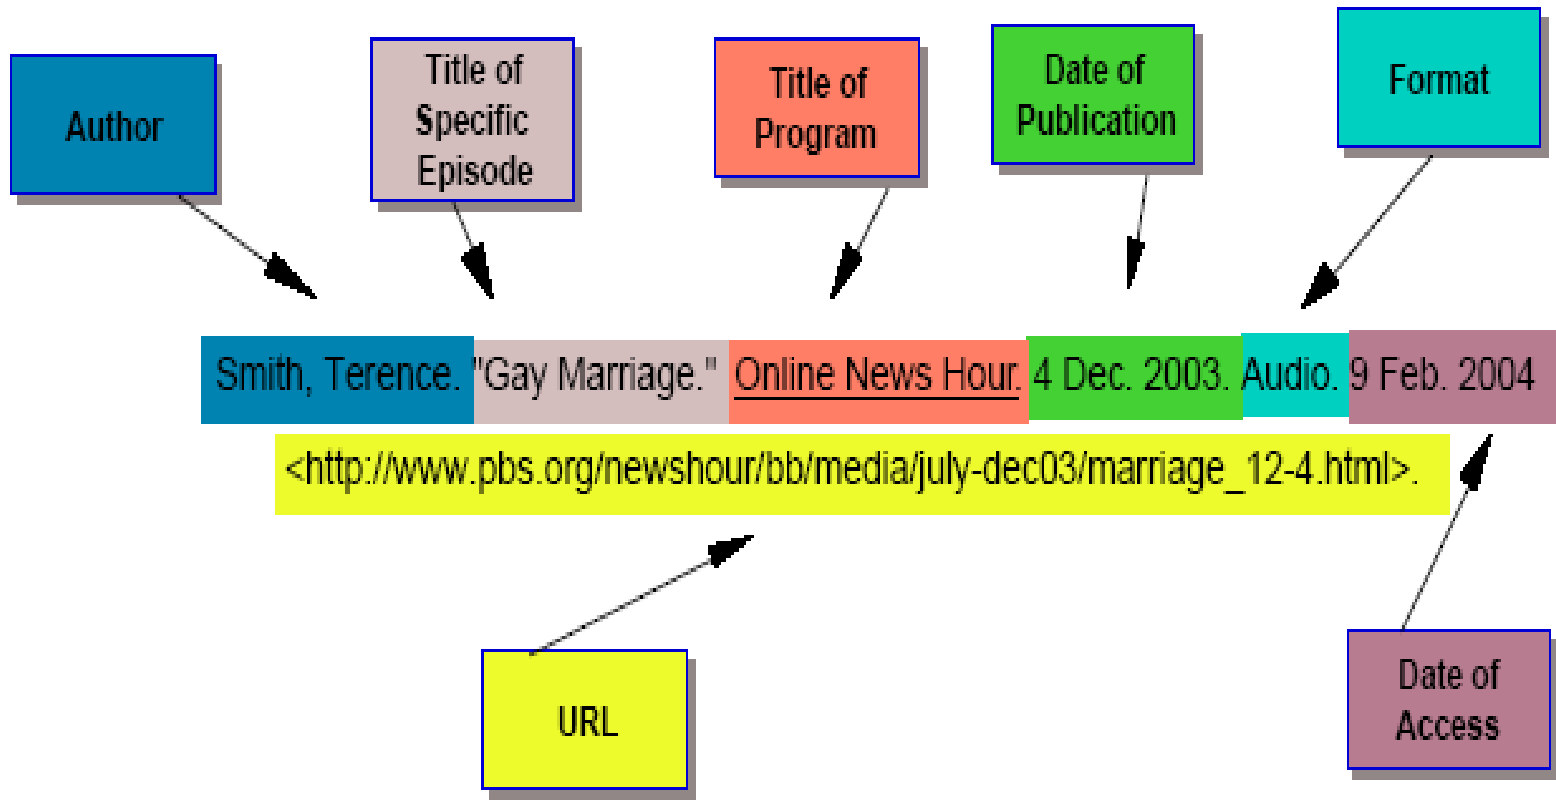 Author
Title of
Specific
Episode
Title of
Program
Date of
Publication
Format
Smith, Terence. "Gay Marriage." Online News Hour. 4 Dec. 2003. Audio. 9 Feb. 2004
<http://www.pbs.org/newshour/bb/media/july-dec03/marriage_12-4.html>.
URL
Date of
Access